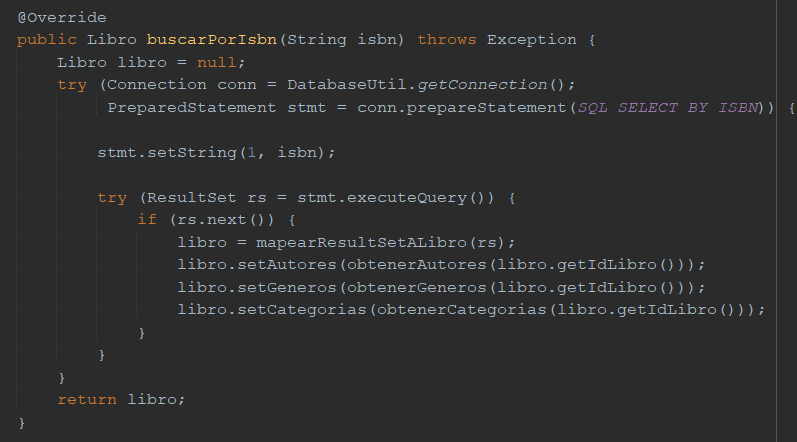 @Override
public Libro buscarPorIsbn(String isbn) throws Exception {
    Libro libro = null;
    try (Connection conn = DatabaseUtil.getConnection();
         PreparedStatement stmt = conn.prepareStatement(SQL_SELECT_BY_ISBN)) {

        stmt.setString(1, isbn);

        try (ResultSet rs = stmt.executeQuery()) {
            if (rs.next()) {
                libro = mapearResultSetALibro(rs);
                libro.setAutores(obtenerAutores(libro.getIdLibro()));
                libro.setGeneros(obtenerGeneros(libro.getIdLibro()));
                libro.setCategorias(obtenerCategorias(libro.getIdLibro()));
            }
        }
    }
    return libro;
}